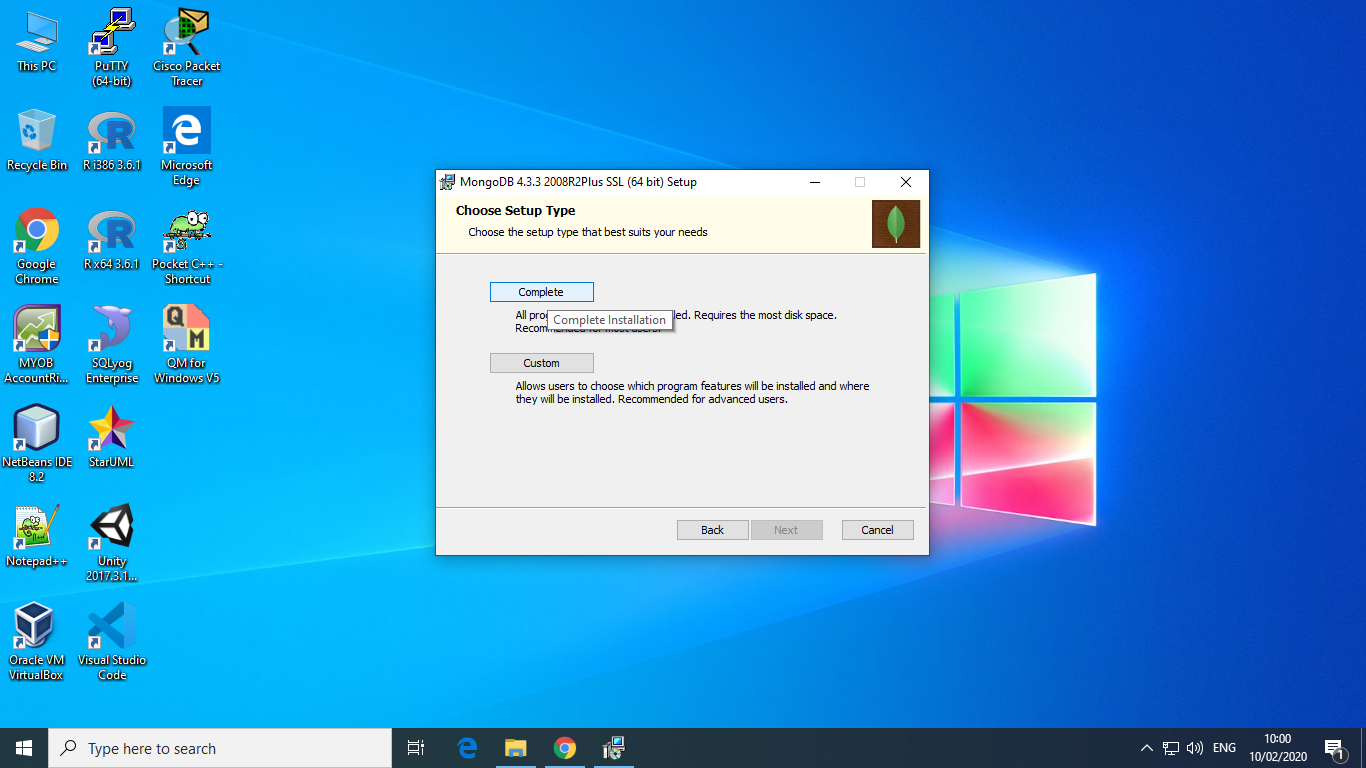 This PC
PuTTY
(64-bit)
Cisco Packet
Tracer
Recycle Bin
R i386 3.6.1
Microsoft
Edge
Google
Chrome
R x64 3.6.1
Pocket C++ -
Shortcut
MYOB
AccountRi...
SQLyog
Enterprise
QM for
Windows V5
NetBeans IDE
8.2
StarUML
Notepad++
Unity
2017.3.1...
Oracle VM
VirtualBox
Visual Studio
Code
MongoDB 4.3.3 2008R2Plus SSL (64 bit) Setup
Choose Setup Type
Choose the setup type that best suits your needs
Complete
All led. Requires the most disk space.
Complete Installation
Custom
Allows users to choose which program features will be installed and where
they will be installed. Recommended for advanced users.
Back
Next
Cancel
Type here to search
ENG
10:00
10/02/2020
1